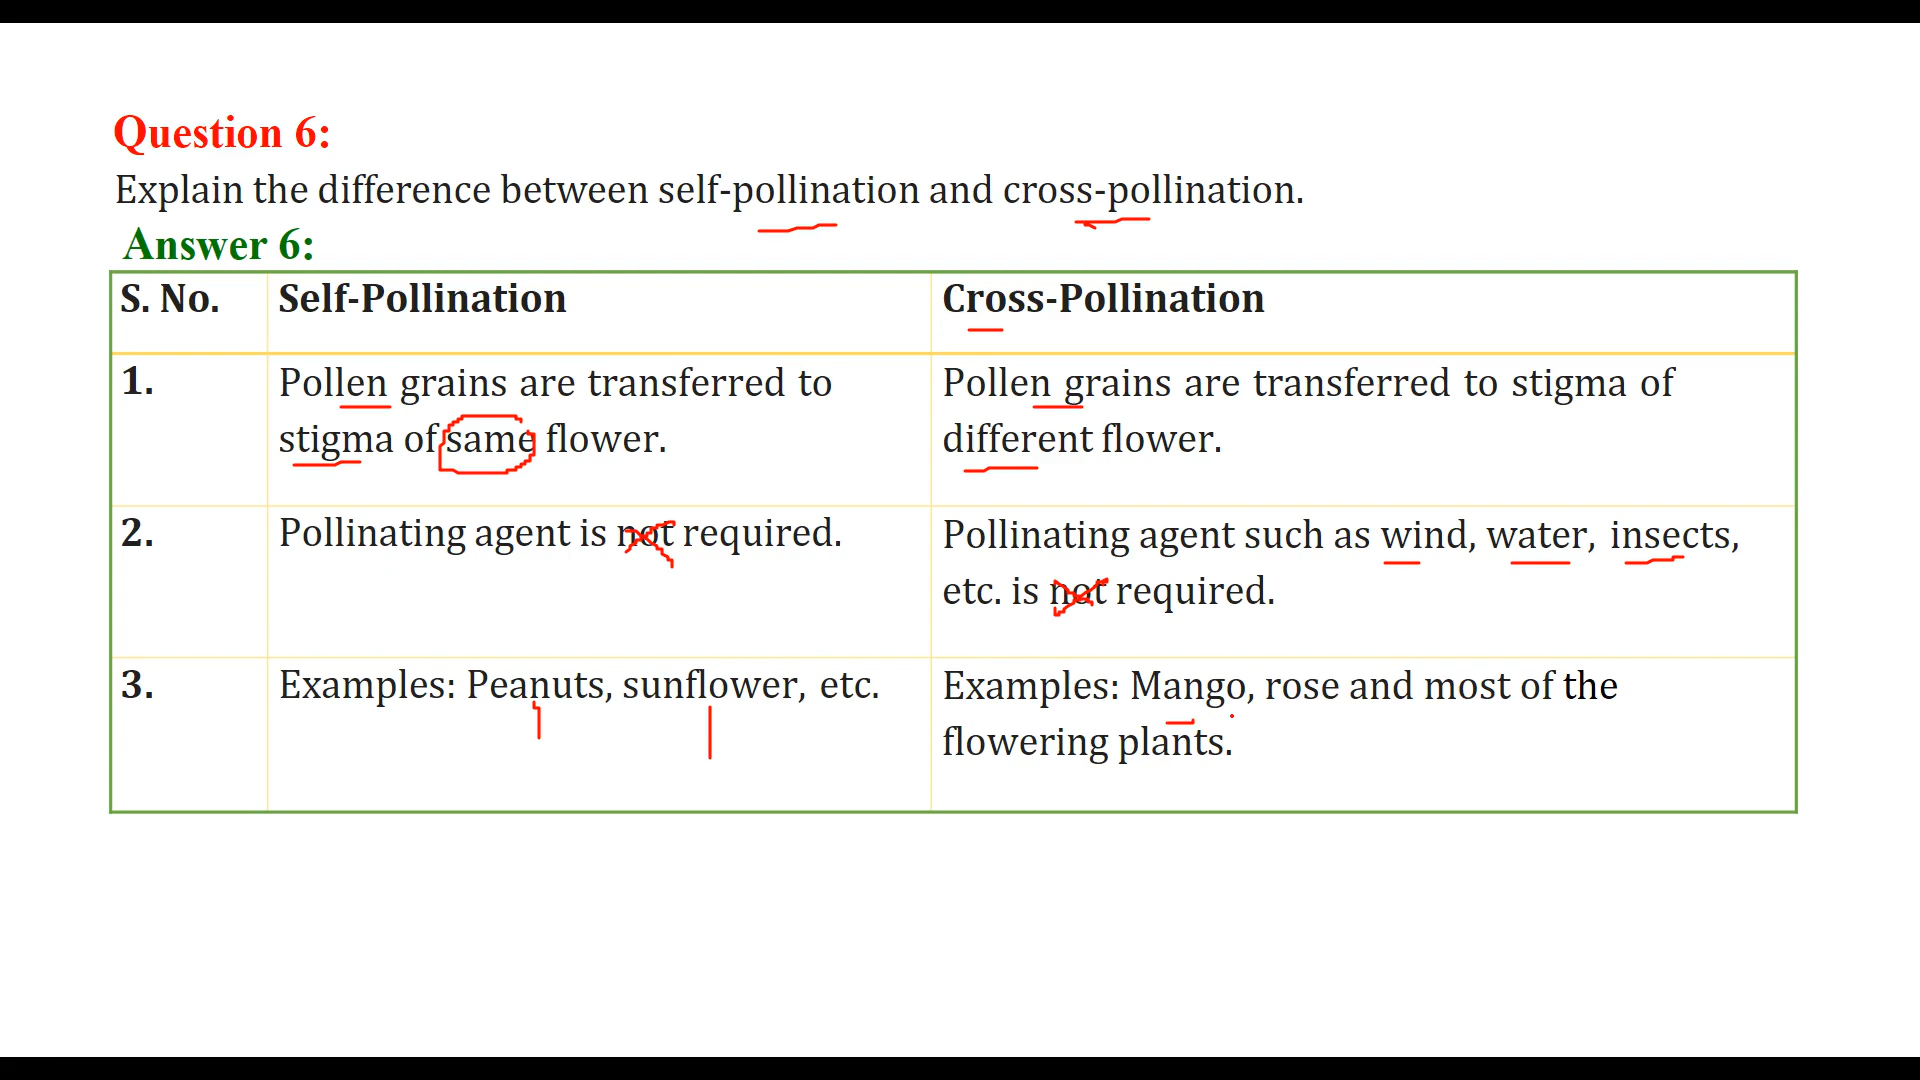 Question 6:
Explain the difference between self-pollination and cross-pollination.
Answer 6:
S. No. Self-Pollination Cross-Pollination
1. Pollen grains are transferred to
stigma of same flower.
Pollen grains are transferred to stigma of
different flower.
2. Pollinating agent is not required.
Pollinating agent such as wind, water, insects,
etc. is not required.
3. Examples: Peanuts, sunflower, etc.
Examples: Mango, rose and most of the
flowering plants.